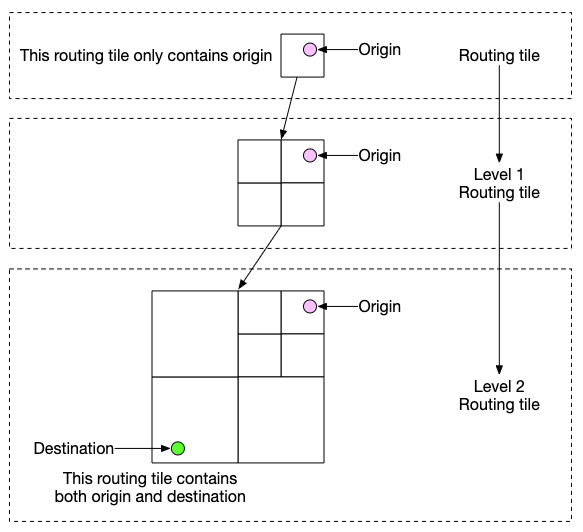 This routing tile only contains origin
Origin
Routing tile
Origin
Level 1
Routing tile
Origin
Level 2
Routing tile
Destination
This routing tile contains
both origin and destination